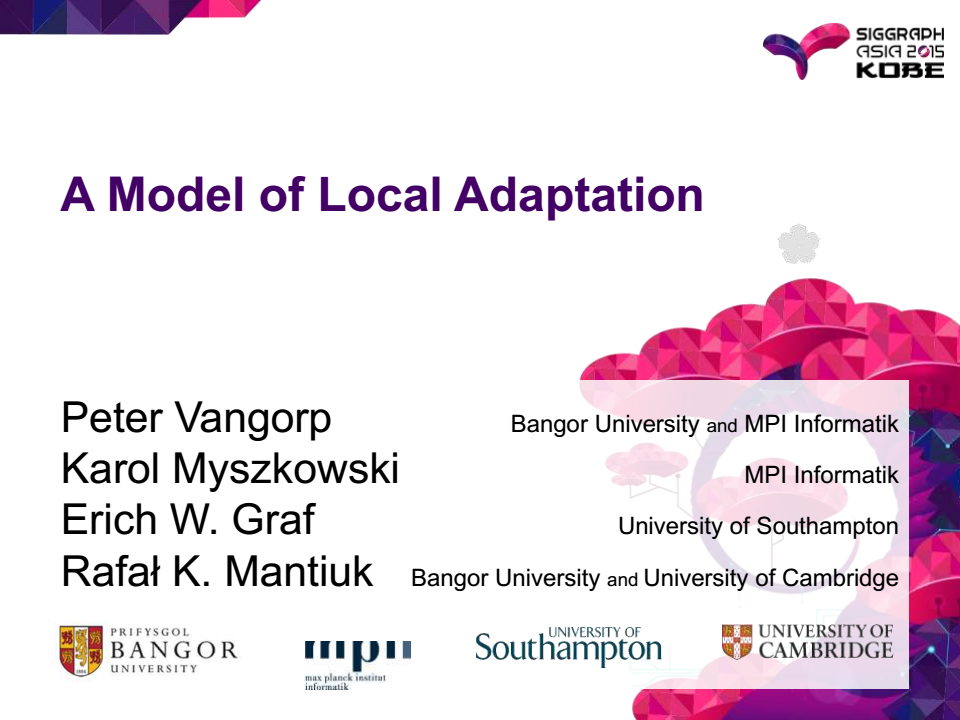 SIGGRAPH
ASIA 2015
KOBE
A Model of Local Adaptation
Peter Vangorp Bangor University and MPI Informatik
Karol Myszkowski MPI Informatik
Erich W. Graf University of Southampton
Rafał K. Mantiuk Bangor University and University of Cambridge
PRIFYSGOL
BANGOR
UNIVERSITY
mpii
max planck institut
informatik
UNIVERSITY OF
Southampton
UNIVERSITY OF
CAMBRIDGE